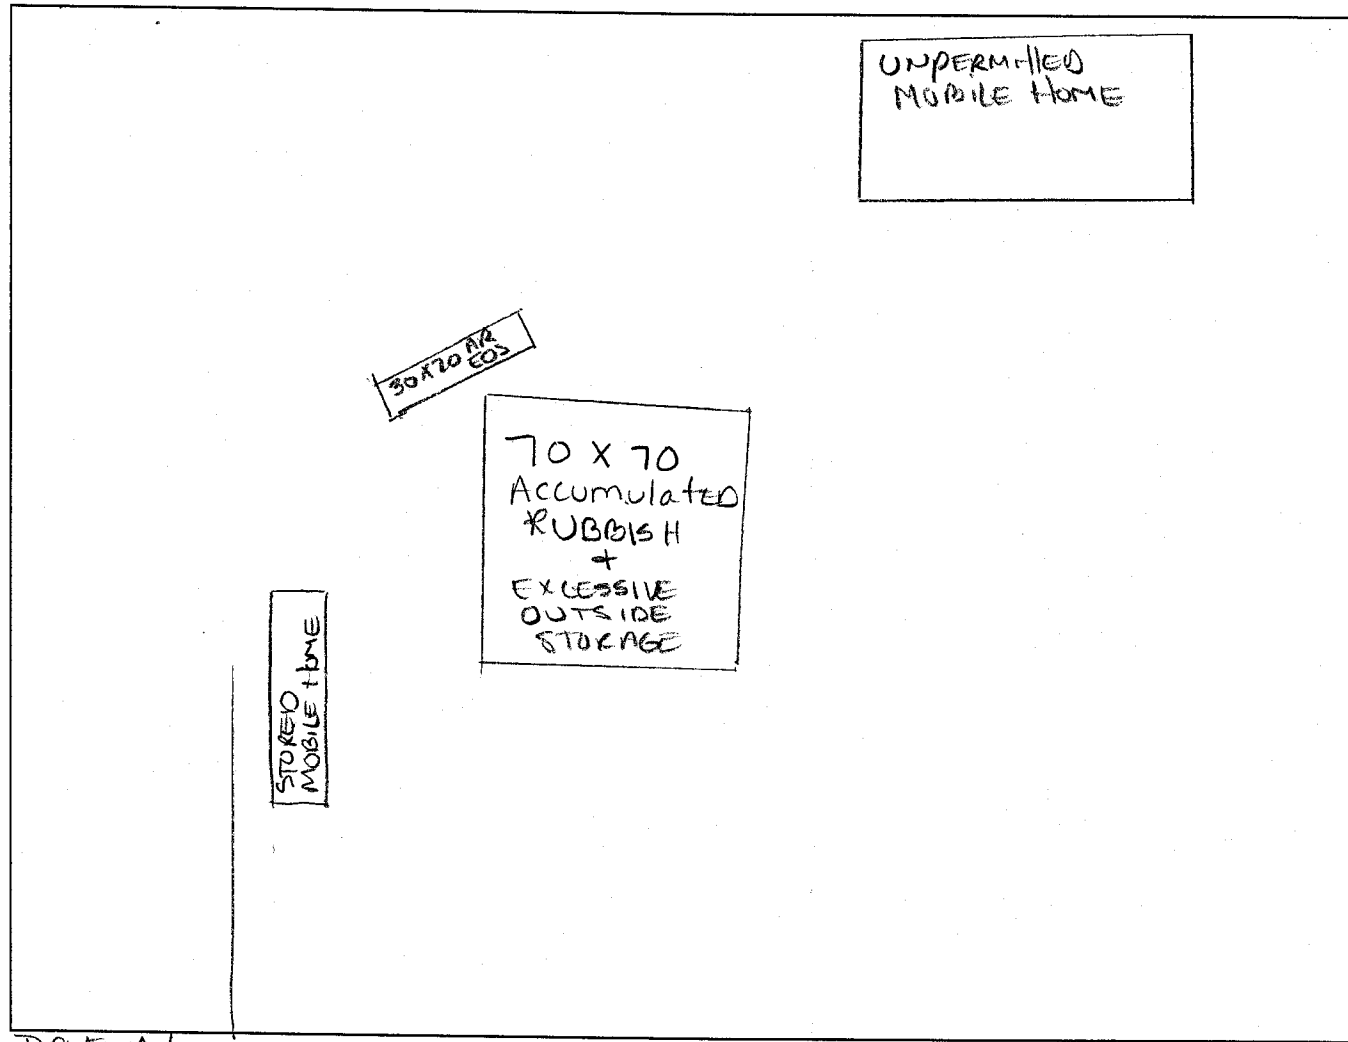 UNPERMITTED
MOBILE HOME
30X20 AR
EOS
70 X 70
AccumulatED
RUBBISH
+
EXCESSIVE
OUTSIDE
STORAGE
STORED
MOBILE HOME